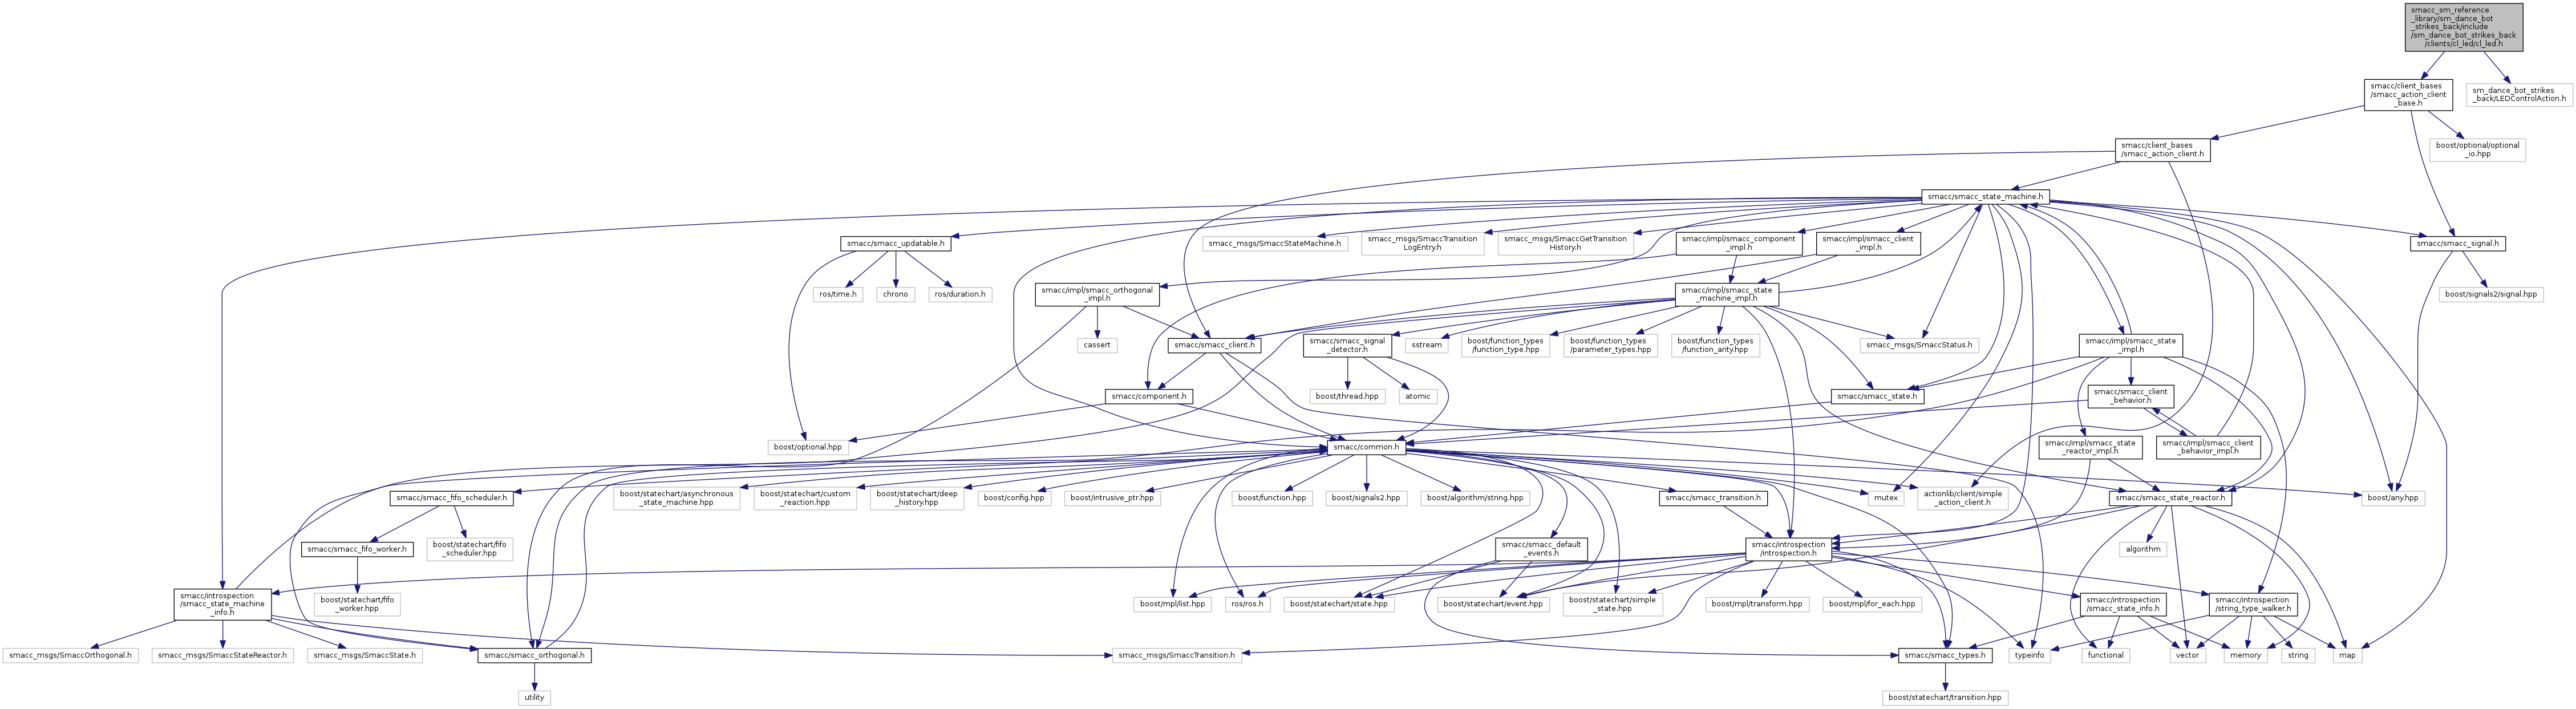 smacc_sm_reference
_library/sm_dance_bot
_strikes_back/include
/sm_dance_bot_strikes_back
/clients/cl_led/cl_led.h
smacc/client_bases
/smacc_action_client
_base.h
sm_dance_bot_strikes
_back/LEDControlAction.h
smacc/client_bases
/smacc_action_client.h
boost/optional/optional
_io.hpp
smacc/smacc_state_machine.h
smacc/smacc_updatable.h
smacc_msgs/SmaccStateMachine.h
smacc_msgs/SmaccTransition
LogEntry.h
smacc_msgs/SmaccGetTransition
History.h
smacc/impl/smacc_component
_impl.h
smacc/impl/smacc_client
_impl.h
smacc/smacc_signal.h
ros/time.h
chrono
ros/duration.h
smacc/impl/smacc_orthogonal
_impl.h
smacc/impl/smacc_state
_machine_impl.h
boost/signals2/signal.hpp
cassert
smacc/smacc_client.h
smacc/smacc_signal
_detector.h
sstream
boost/function_types
/function_type.hpp
boost/function_types
/parameter_types.hpp
boost/function_types
/function_arity.hpp
smacc_msgs/SmaccStatus.h
smacc/impl/smacc_state
_impl.h
smacc/component.h
boost/thread.hpp
atomic
smacc/smacc_state.h
smacc/smacc_client
_behavior.h
boost/optional.hpp
smacc/common.h
smacc/impl/smacc_state
_reactor_impl.h
smacc/impl/smacc_client
_behavior_impl.h
smacc/smacc_fifo_scheduler.h
boost/statechart/asynchronous
_state_machine.hpp
boost/statechart/custom
_reaction.hpp
boost/statechart/deep
_history.hpp
boost/config.hpp
boost/intrusive_ptr.hpp
boost/function.hpp
boost/signals2.hpp
boost/algorithm/string.hpp
smacc/smacc_transition.h
mutex
actionlib/client/simple
_action_client.h
smacc/smacc_state_reactor.h
boost/any.hpp
smacc/smacc_fifo_worker.h
boost/statechart/fifo
_scheduler.hpp
smacc/smacc_default
_events.h
smacc/introspection
/introspection.h
algorithm
smacc/introspection
/smacc_state_machine
_info.h
boost/statechart/fifo
_worker.hpp
boost/mpl/list.hpp
ros/ros.h
boost/statechart/state.hpp
boost/statechart/event.hpp
boost/statechart/simple
_state.hpp
boost/mpl/transform.hpp
boost/mpl/for_each.hpp
smacc/introspection
/smacc_state_info.h
smacc/introspection
/string_type_walker.h
smacc_msgs/SmaccOrthogonal.h
smacc_msgs/SmaccStateReactor.h
smacc_msgs/SmaccState.h
smacc/smacc_orthogonal.h
smacc_msgs/SmaccTransition.h
smacc/smacc_types.h
typeinfo
functional
vector
memory
string
map
utility
boost/statechart/transition.hpp